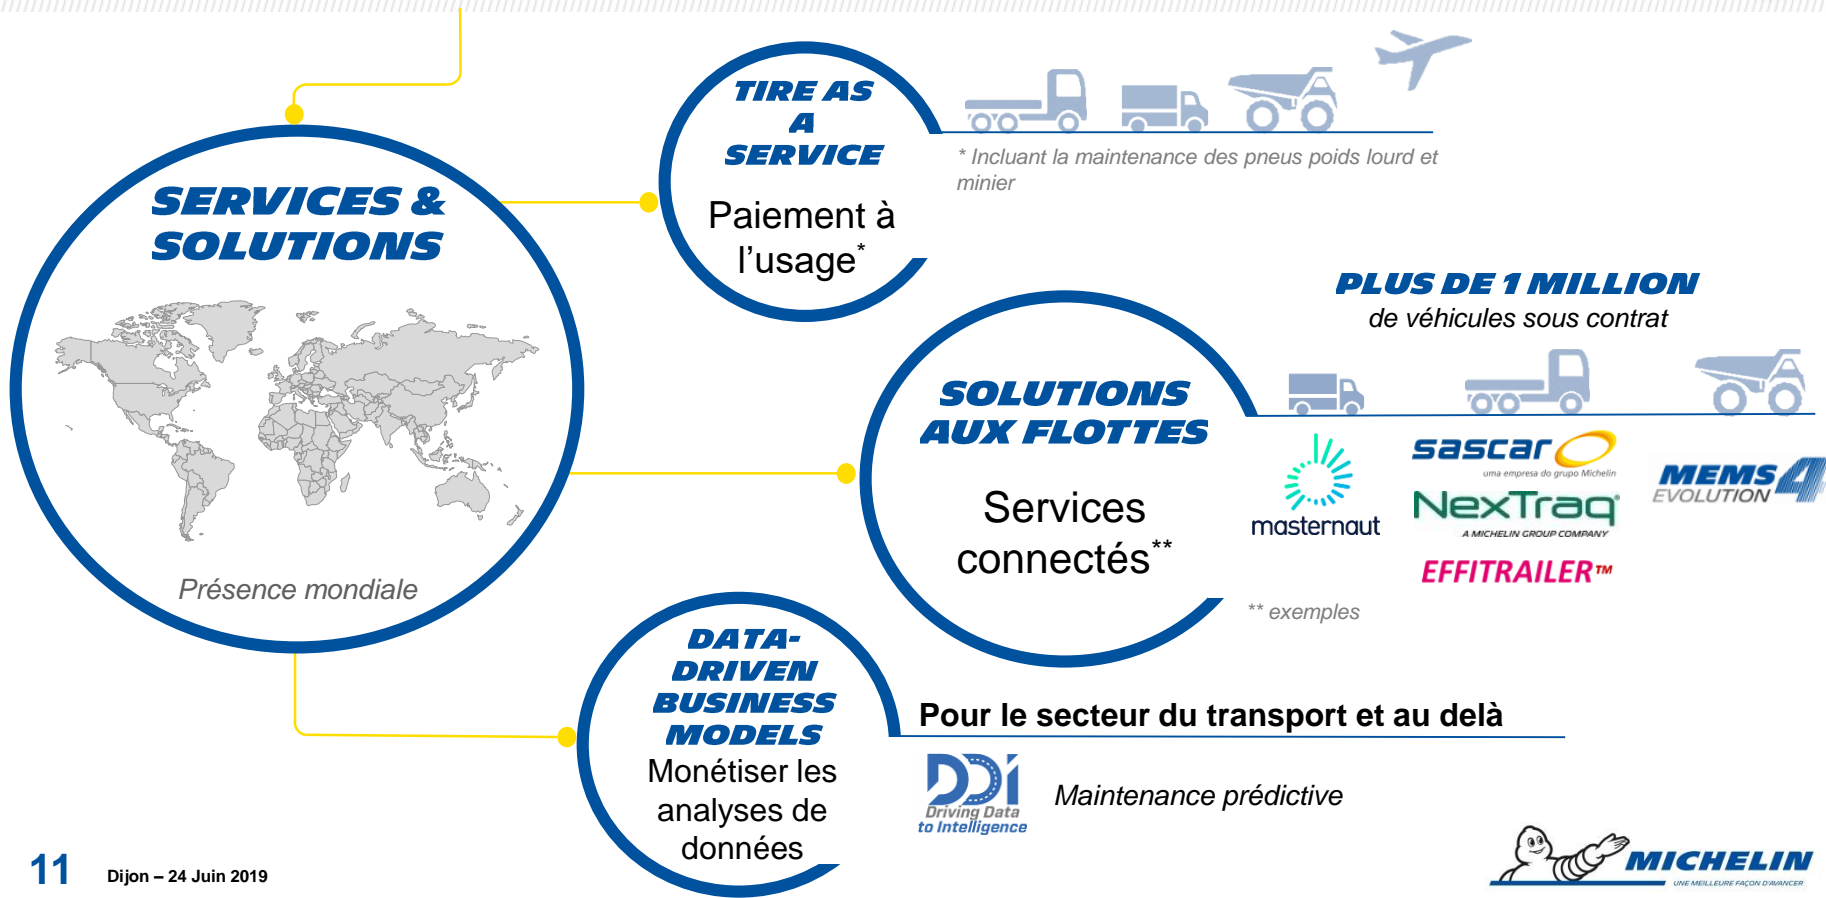 SERVICES &
SOLUTIONS
Présence mondiale
TIRE AS
A
SERVICE
Paiement à
l’usage*
* Incluant la maintenance des pneus poids lourd et
minier
SOLUTIONS
AUX FLOTTES
Services
connectés**
PLUS DE 1 MILLION
de véhicules sous contrat
masternaut
sascar
uma empresa do grupo Michelin
NexTraq®
A MICHELIN GROUP COMPANY
EFFITRAILER™
MEMS 4
EVOLUTION
** exemples
DATA-
DRIVEN
BUSINESS
MODELS
Monétiser les
analyses de
données
Pour le secteur du transport et au delà
DDi
Driving Data
to Intelligence
Maintenance prédictive
11
Dijon – 24 Juin 2019
MICHELIN
UNE MEILLEURE FAÇON D'AVANCER